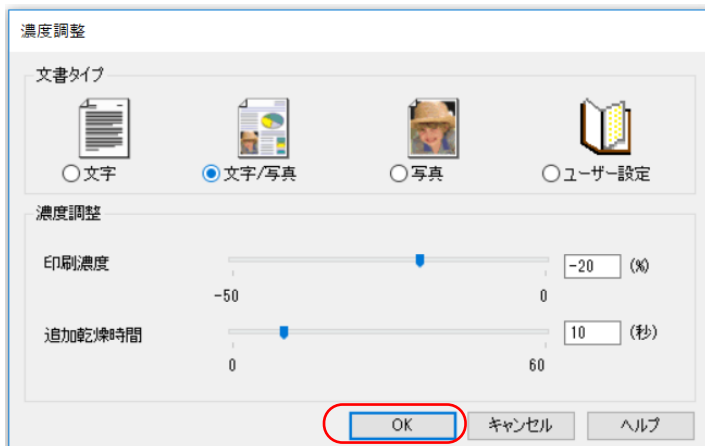 濃度調整
文書タイプ
文字 文字/写真 写真 ユーザー設定
濃度調整
印刷濃度 -20 (%)
-50 0
追加乾燥時間 10 (秒)
0 60
OK キャンセル ヘルプ